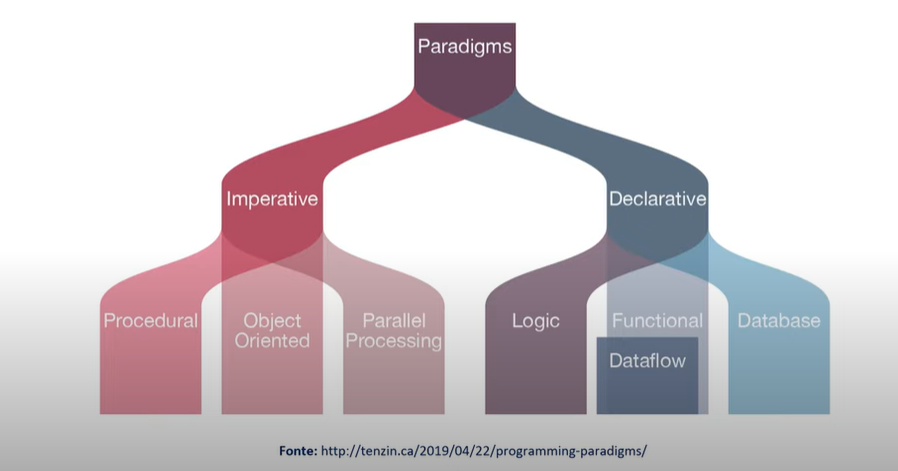 Paradigms
Imperative
Declarative
Procedural
Object
Oriented
Parallel
Processing
Logic
Functional
Dataflow
Database
Fonte: http://tenzin.ca/2019/04/22/programming-paradigms/